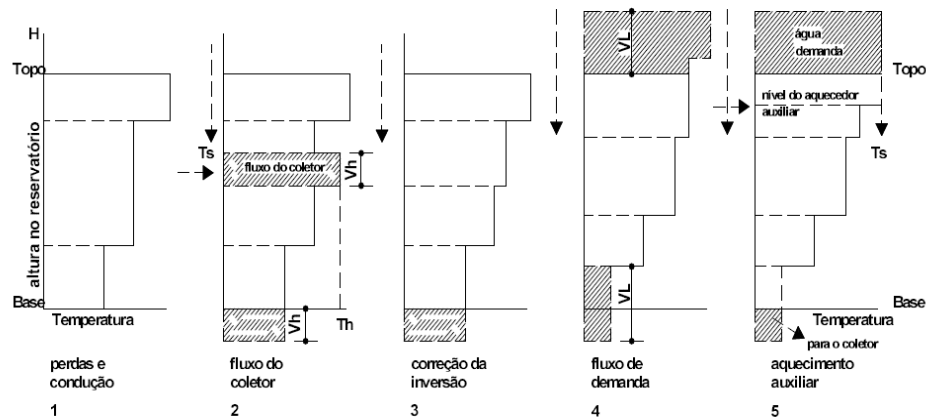 H
Topo
altura no reservatório
Base
Temperatura
perdas e
condução
1
Ts
fluxo do coletor
Vh
Vh
Th
fluxo do
coletor
2
correção da
inversão
3
VL
VL
fluxo de
demanda
4
água
demanda
Topo
nível do aquecedor
auxiliar
Ts
Base
Temperatura
para o coletor
aquecimento
auxiliar
5